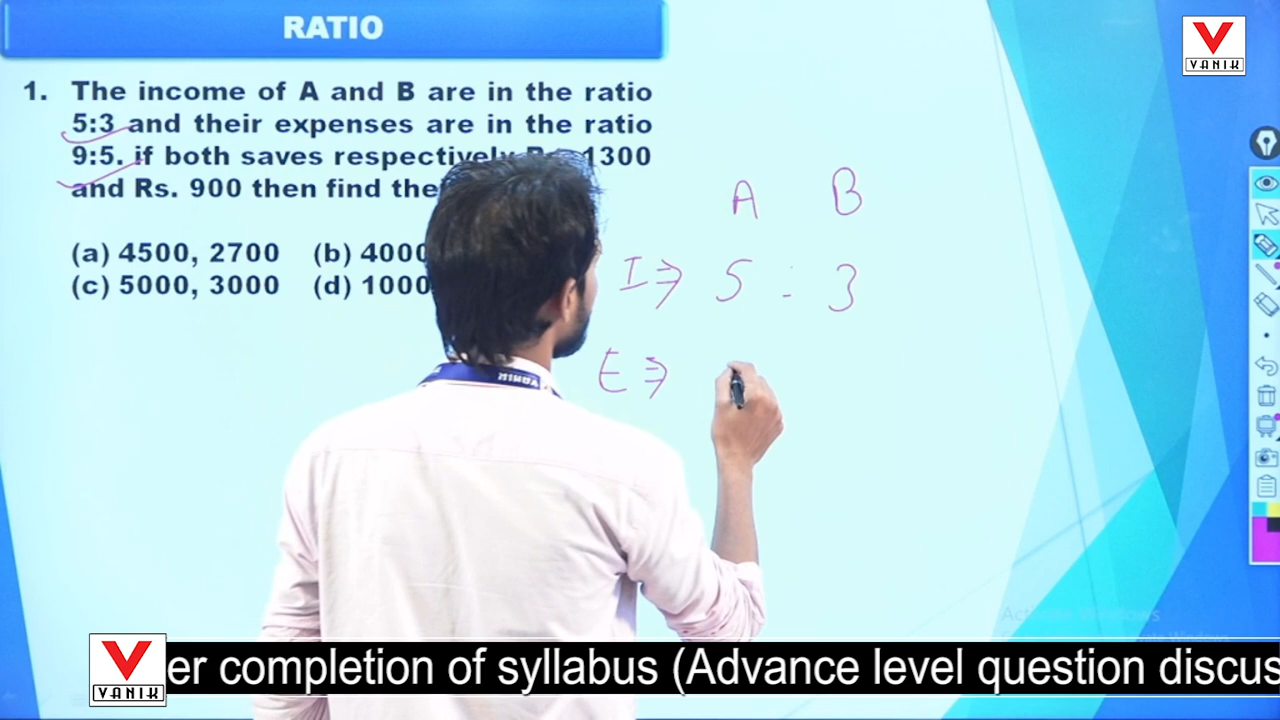 RATIO
VANIK
1. The income of A and B are in the ratio
5:3 and their expenses are in the ratio
9:5. if both saves respectively 1300
and Rs. 900 then find
(a) 4500, 2700 (b) 4000
(c) 5000, 3000 (d) 1000
A B
I ⇒ 5 : 3
E ⇒
VANIK
er completion of syllabus (Advance level question discus